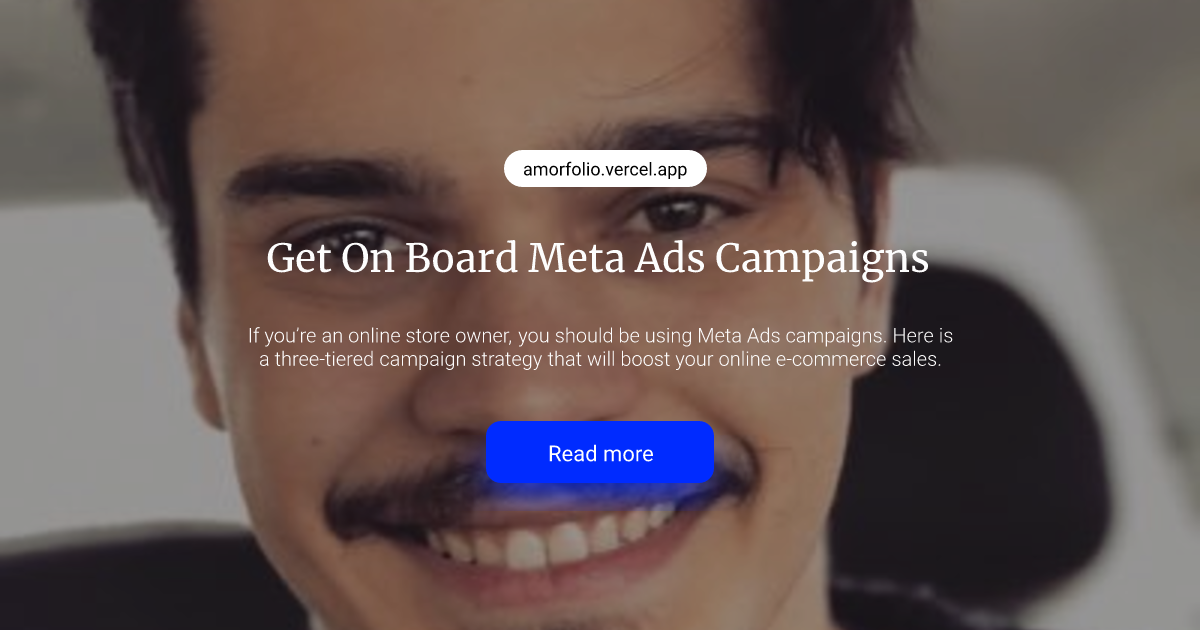 amorfolio.vercel.app
Get On Board Meta Ads Campaigns
If you’re an online store owner, you should be using Meta Ads campaigns. Here is
a three-tiered campaign strategy that will boost your online e-commerce sales.
Read more